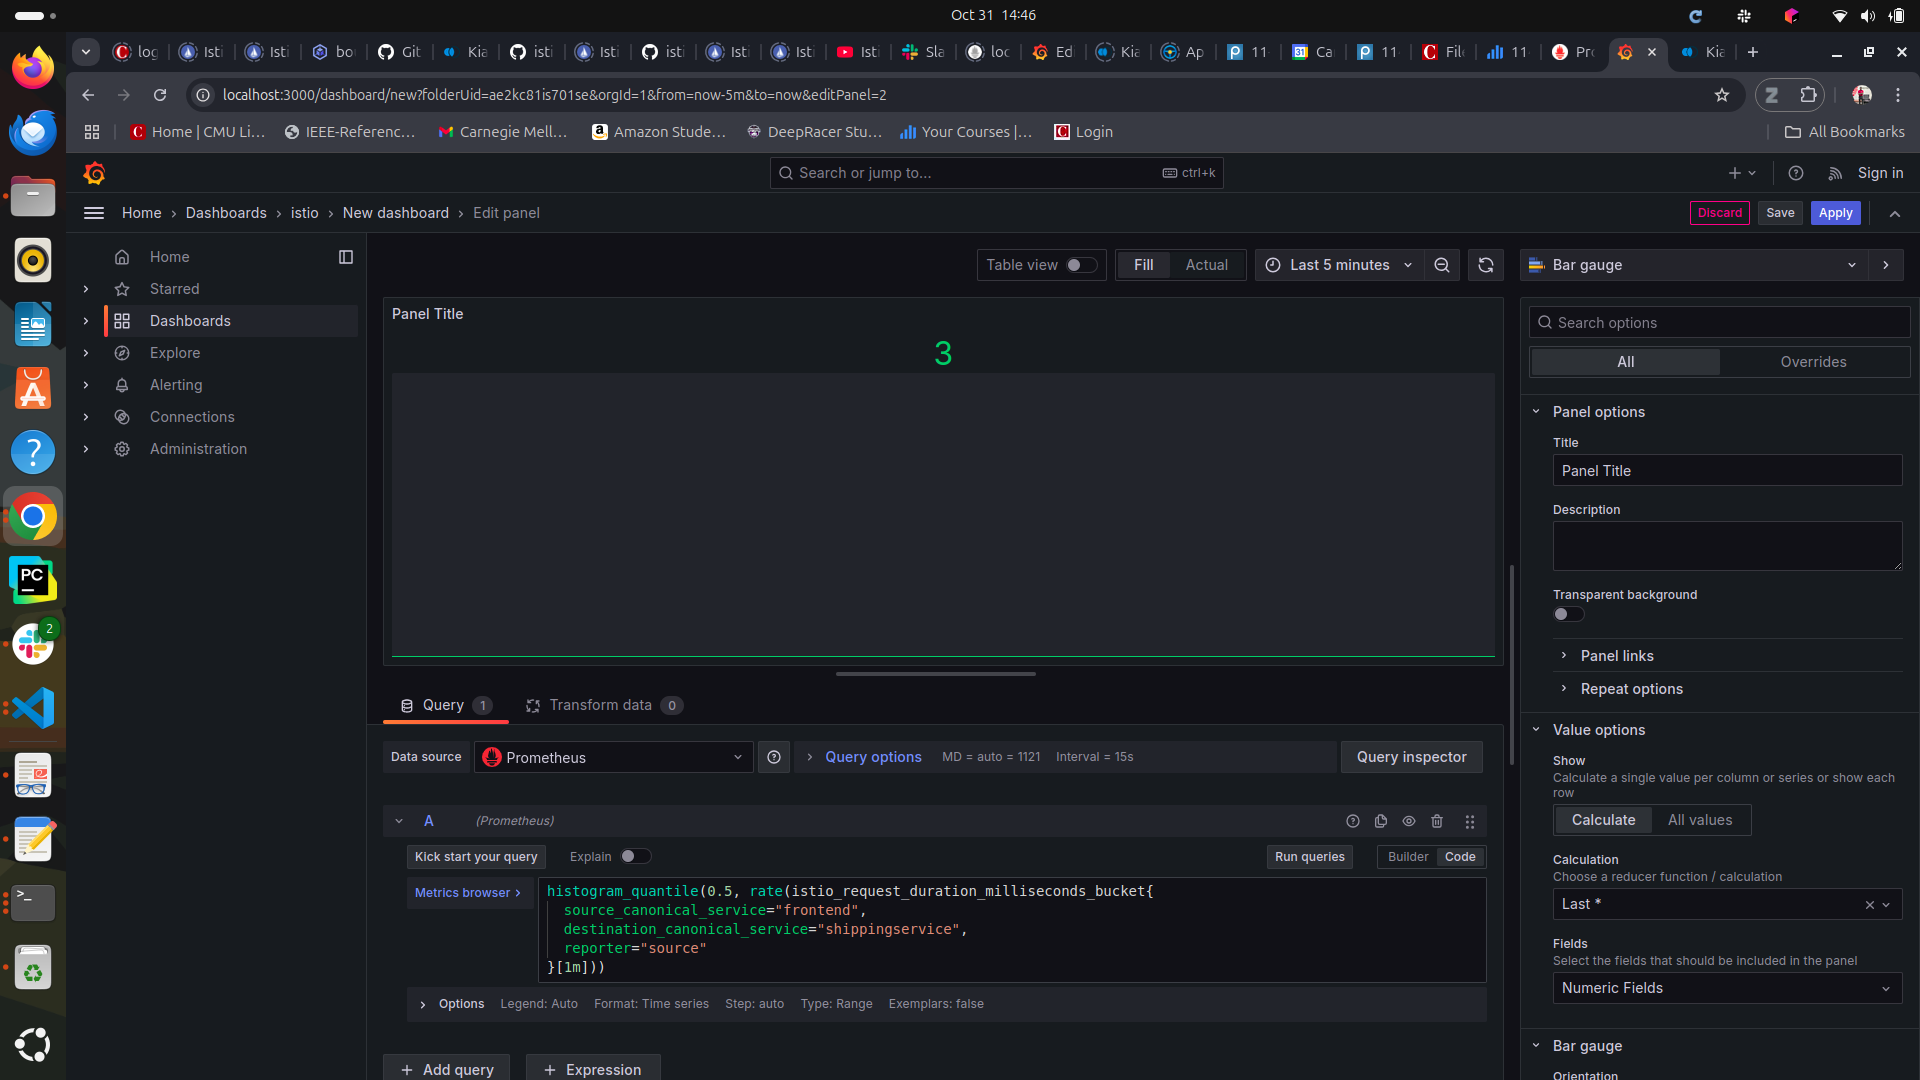 Oct 31 14:46
log
Isti
Isti
bo
Git
Kia
isti
Isti
isti
Isti
Isti
Isti
Sla
loc
Edi
Kia
Ap
11-
Ca
11-
File
11-
Pro
Kia
localhost:3000/dashboard/new?folderUid=ae2kc81is701se&orgId=1&from=now-5m&to=now&editPanel=2
Home | CMU Li...
IEEE-Referenc...
Carnegie Mell...
Amazon Stude...
DeepRacer Stu...
Your Courses |...
Login
All Bookmarks
Search or jump to...
ctrl+k
Sign in
Home › Dashboards › istio › New dashboard › Edit panel
Discard
Save
Apply
Home
Starred
Dashboards
Explore
Alerting
Connections
Administration
Table view
Fill
Actual
Last 5 minutes
Bar gauge
Panel Title
3
Search options
All
Overrides
Panel options
Title
Panel Title
Description
Transparent background
Panel links
Repeat options
Value options
Show
Calculate a single value per column or series or show each
row
Calculate
All values
Calculation
Choose a reducer function / calculation
Last *
Fields
Select the fields that should be included in the panel
Numeric Fields
Bar gauge
Orientation
Query 1
Transform data 0
Data source
Prometheus
Query options
MD = auto = 1121
Interval = 15s
Query inspector
A
(Prometheus)
Kick start your query
Explain
Run queries
Builder
Code
Metrics browser >
histogram_quantile(0.5, rate(istio_request_duration_milliseconds_bucket{
source_canonical_service="frontend",
destination_canonical_service="shippingservice",
reporter="source"
}[1m]))
Options
Legend: Auto
Format: Time series
Step: auto
Type: Range
Exemplars: false
+ Add query
+ Expression
PC
2